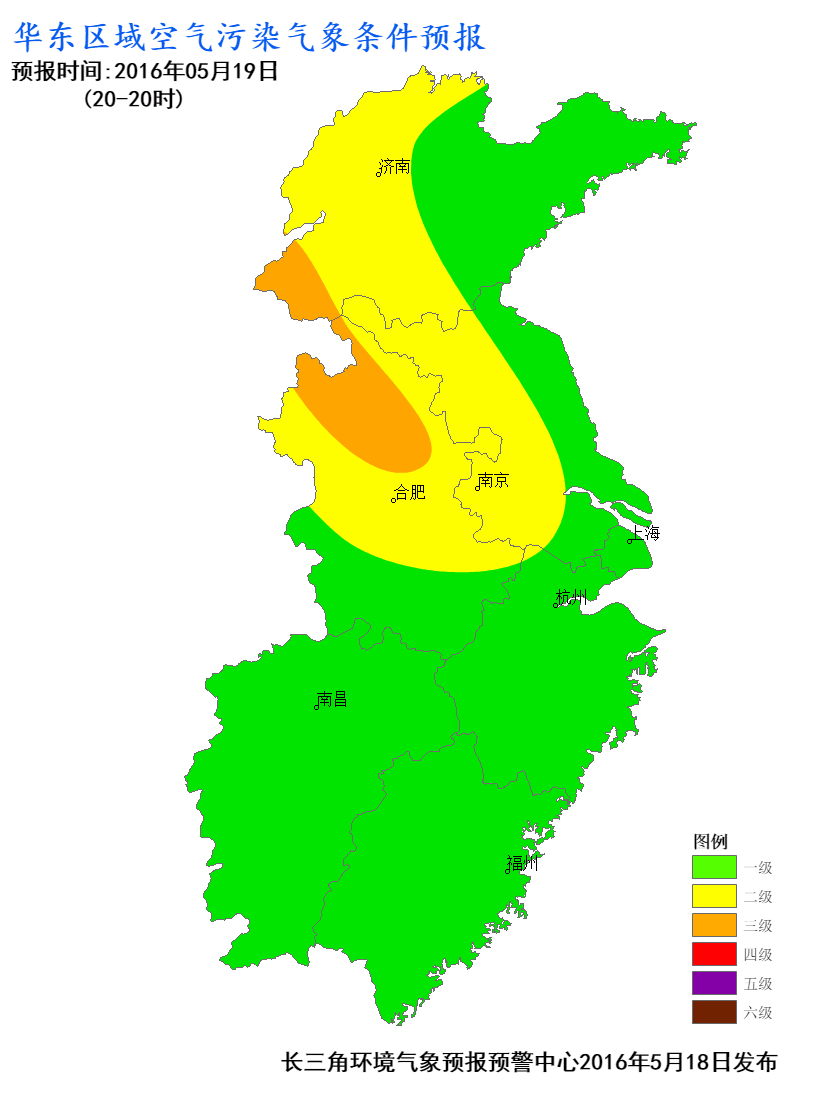 华东区域空气污染气象条件预报
预报时间:2016年05月19日
(20-20时)
济南
南京
合肥
上海
杭州
南昌
福州
图例
一级
二级
三级
四级
五级
六级
长三角环境气象预报预警中心2016年5月18日发布